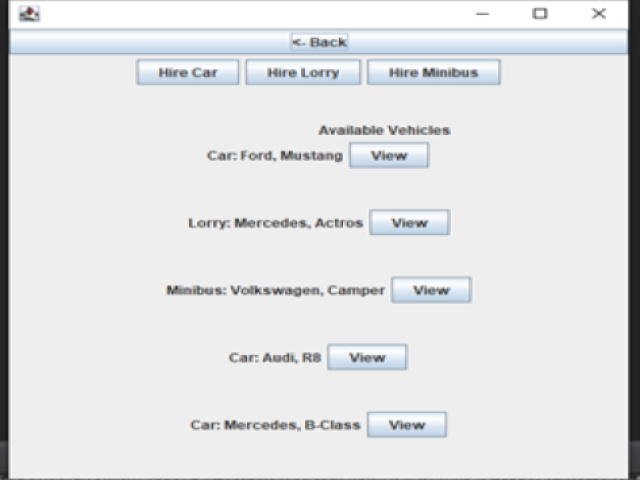 <- Back
Hire Car Hire Lorry Hire Minibus
Available Vehicles
Car: Ford, Mustang View
Lorry: Mercedes, Actros View
Minibus: Volkswagen, Camper View
Car: Audi, R8 View
Car: Mercedes, B-Class View